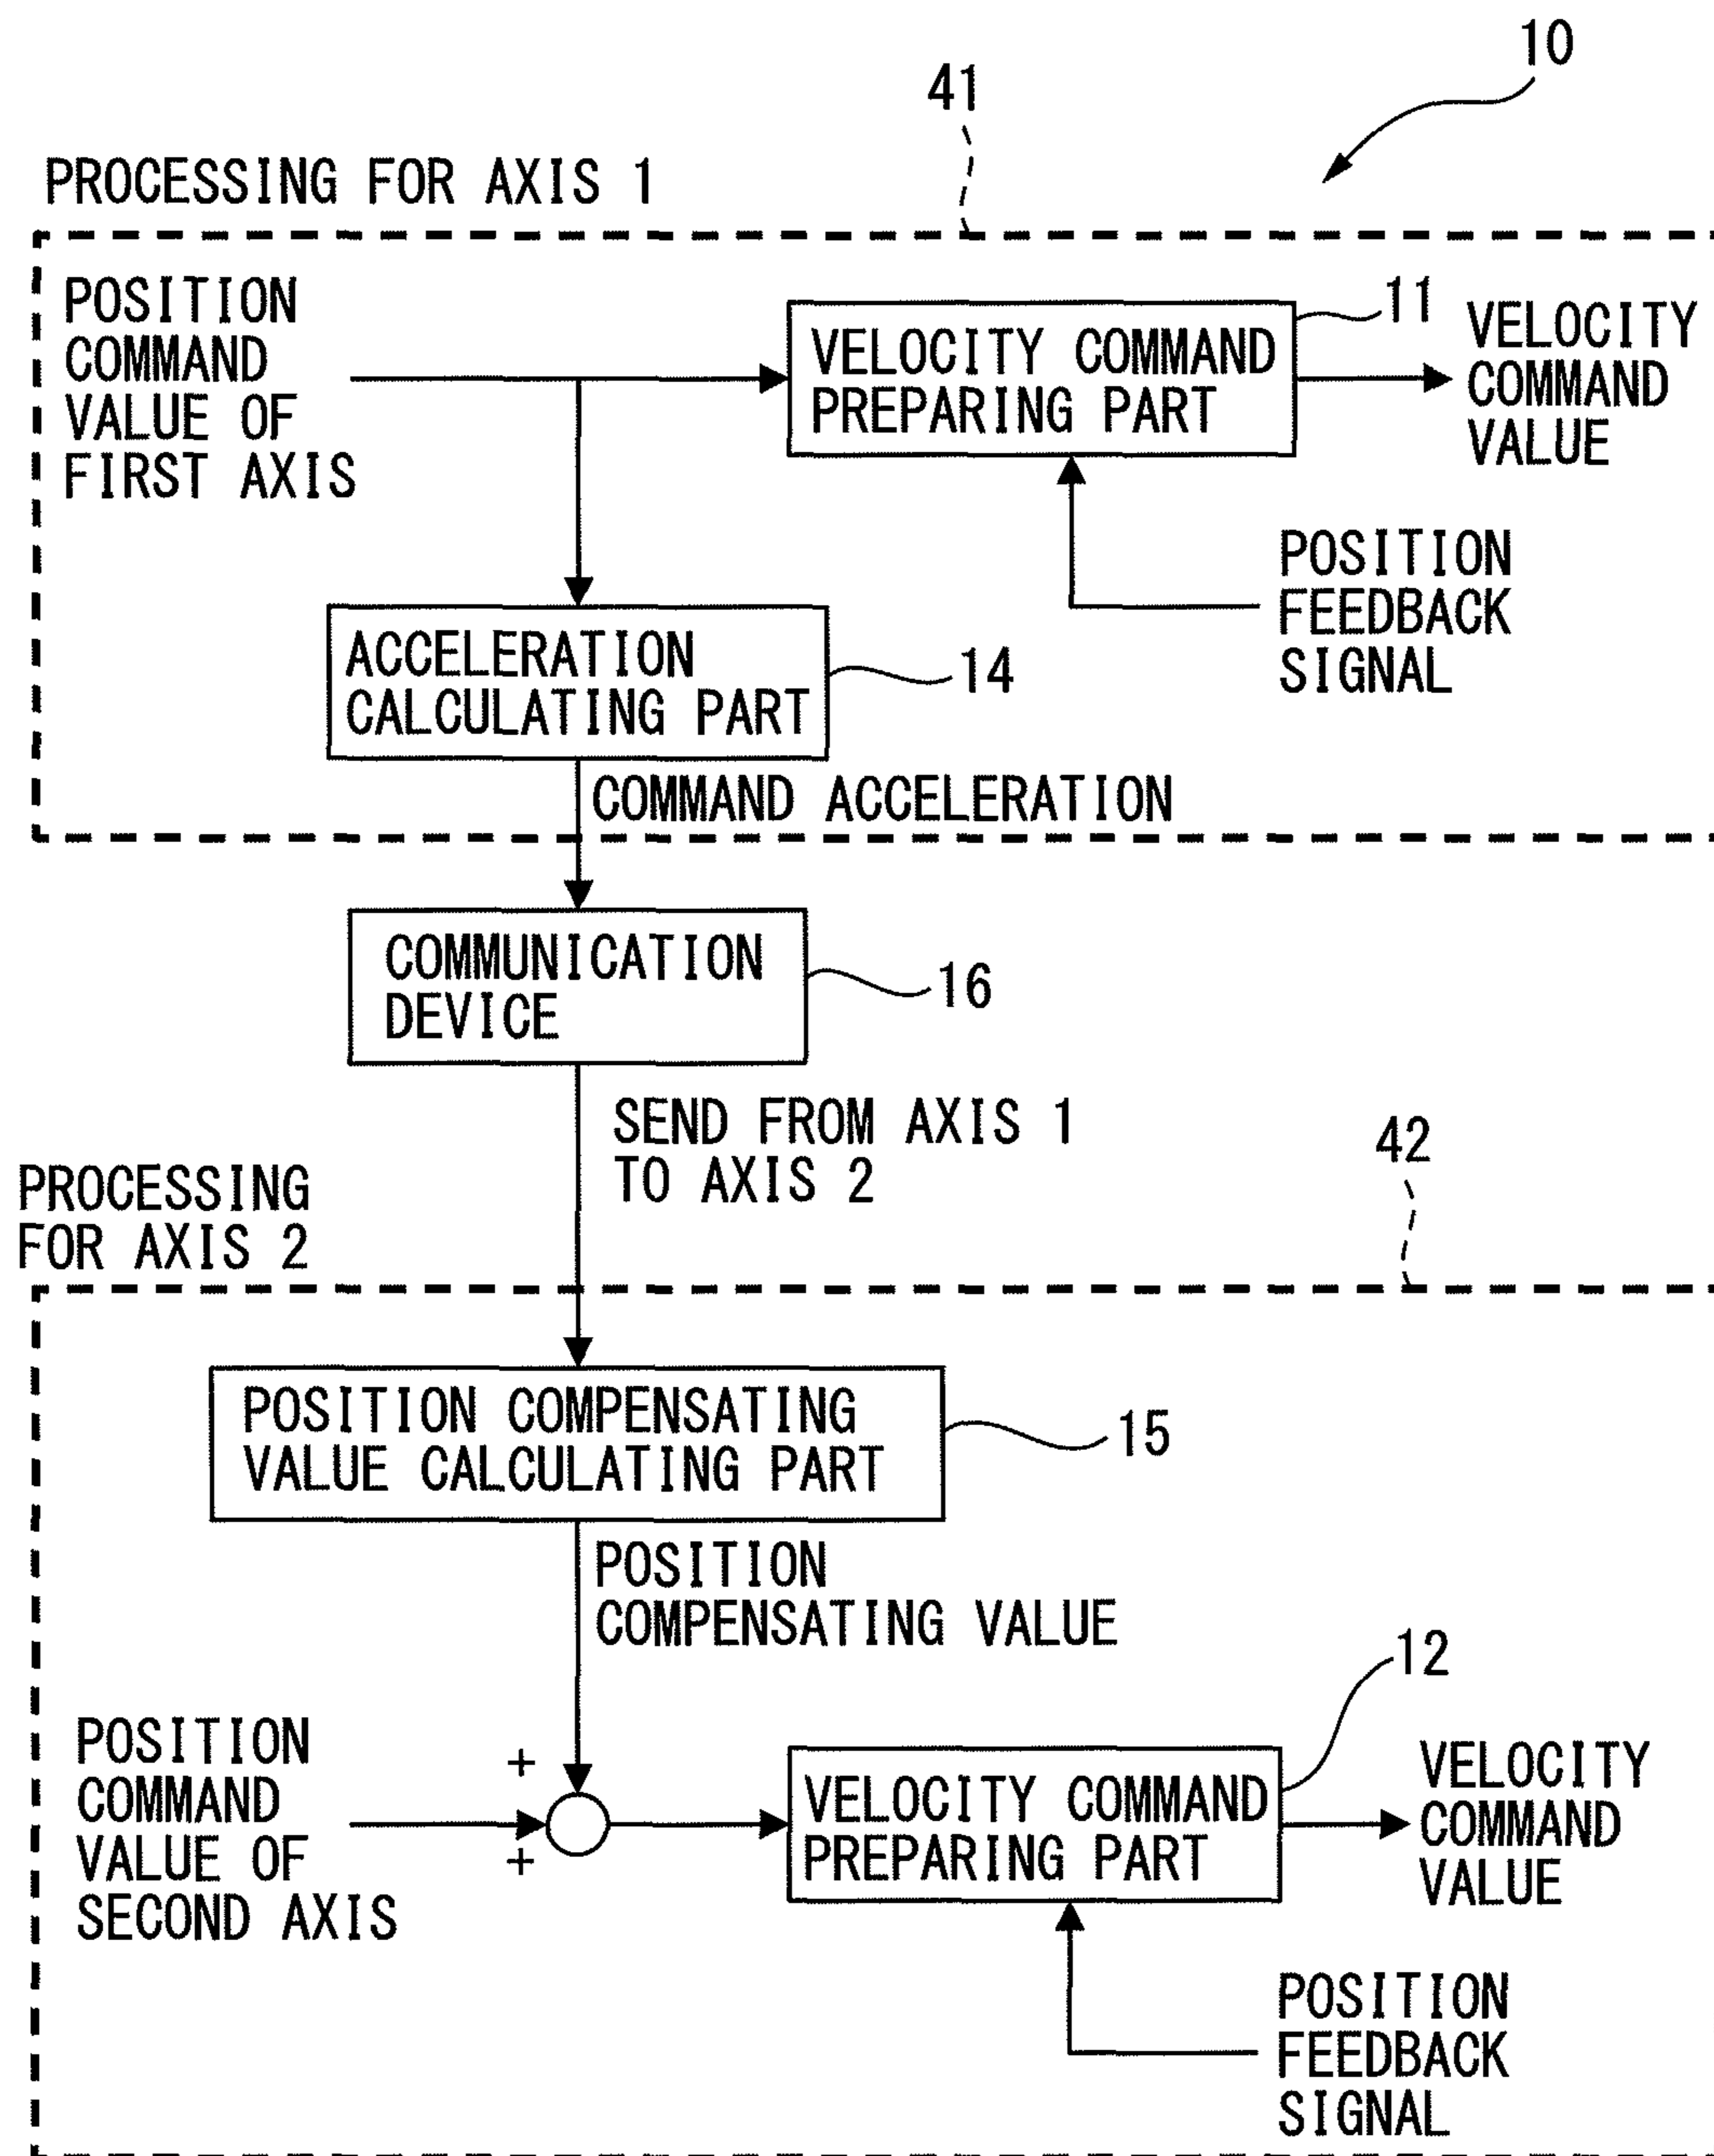 10
41
PROCESSING FOR AXIS 1
POSITION
COMMAND
VALUE OF
FIRST AXIS
VELOCITY COMMAND
PREPARING PART
11
VELOCITY
COMMAND
VALUE
POSITION
FEEDBACK
SIGNAL
ACCELERATION
CALCULATING PART
14
COMMAND ACCELERATION
COMMUNICATION
DEVICE
16
SEND FROM AXIS 1
TO AXIS 2
42
PROCESSING
FOR AXIS 2
POSITION COMPENSATING
VALUE CALCULATING PART
15
POSITION
COMPENSATING VALUE
12
POSITION
COMMAND
VALUE OF
SECOND AXIS
+
+
VELOCITY COMMAND
PREPARING PART
VELOCITY
COMMAND
VALUE
POSITION
FEEDBACK
SIGNAL